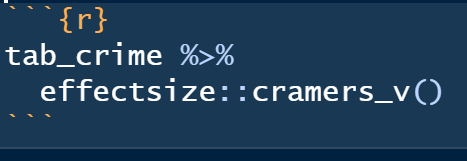 ```{r}
tab_crime %>%
  effectsize::cramers_v()
```